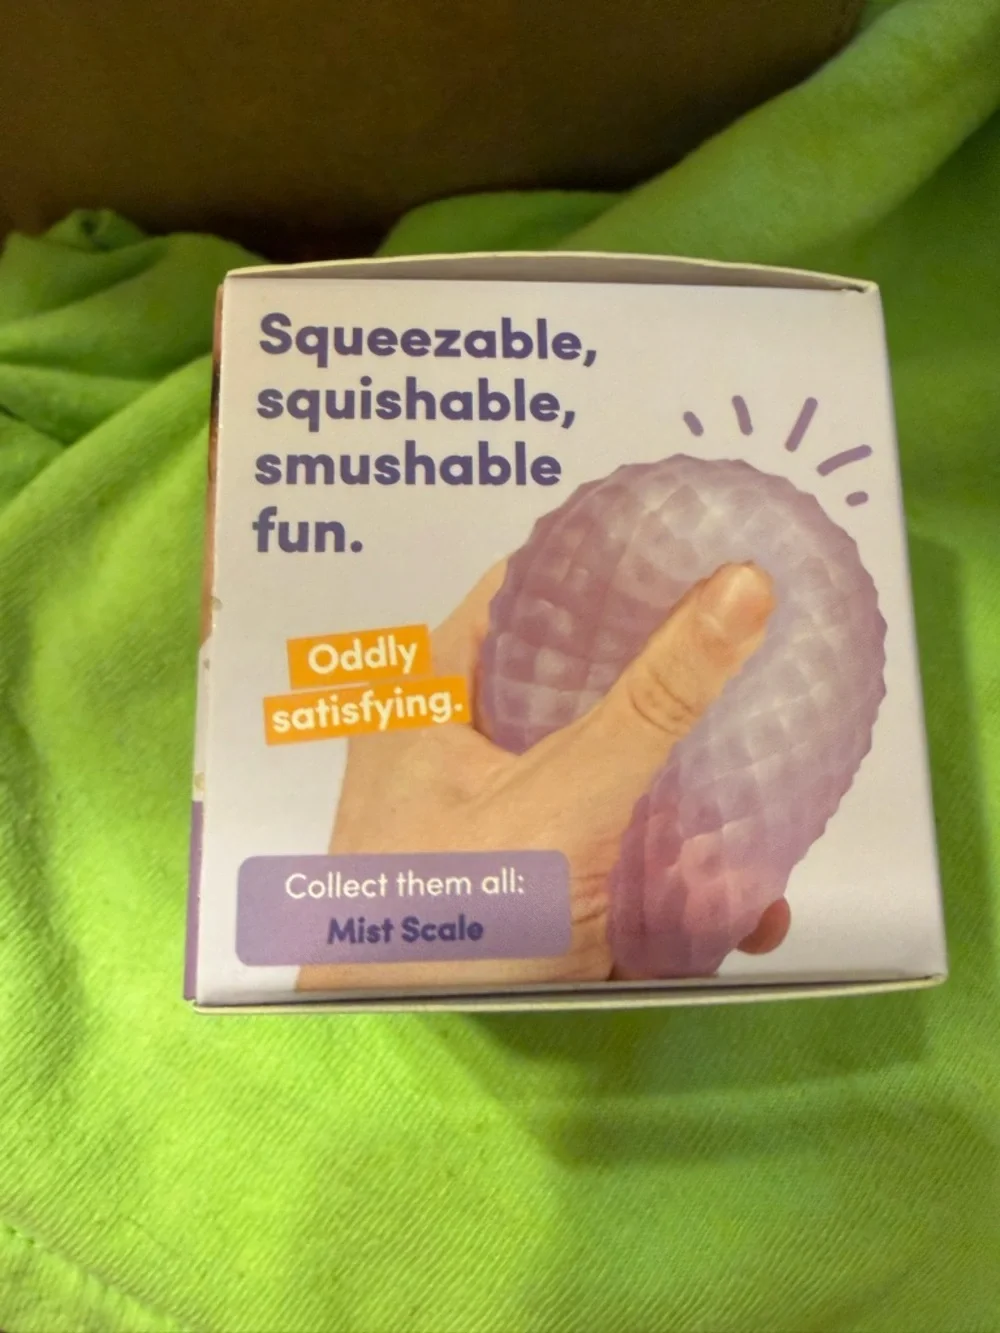 Squeezable,
squishable,
smushable
fun.
Oddly
satisfying.
Collect them all:
Mist Scale